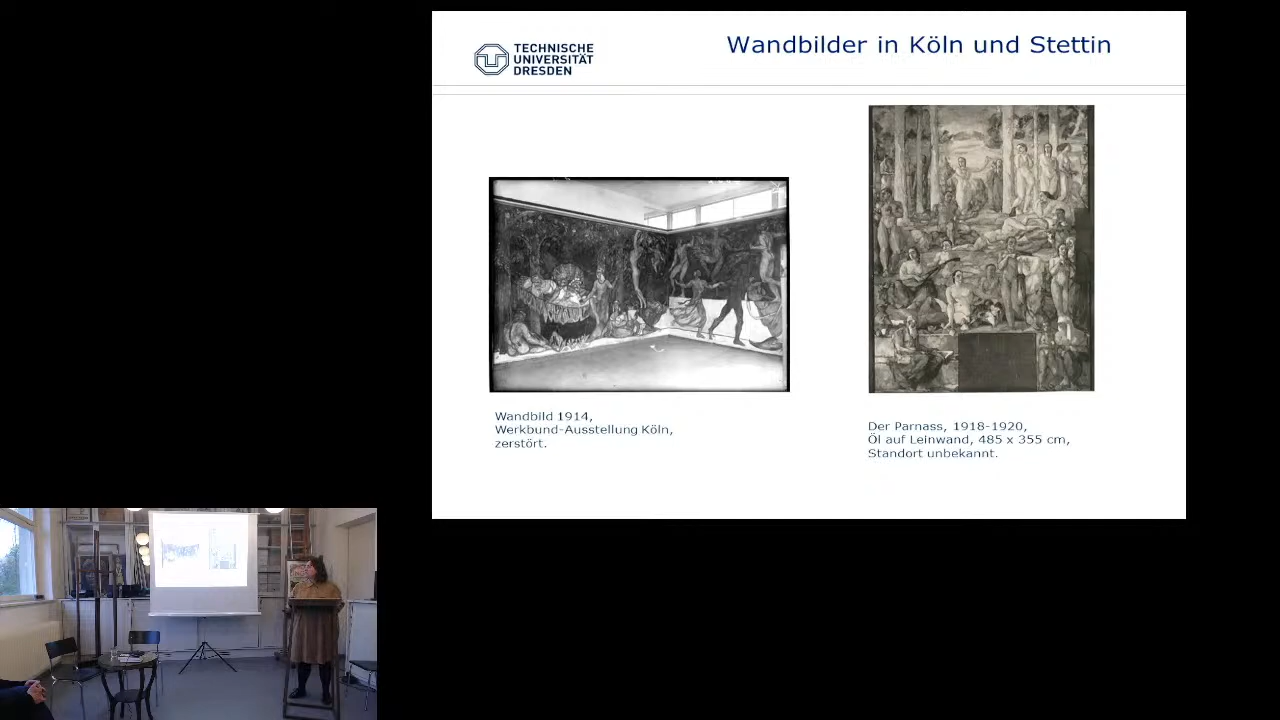 TECHNISCHE
UNIVERSITÄT
DRESDEN
Wandbilder in Köln und Stettin
Wandbild 1914,
Werkbund-Ausstellung Köln,
zerstört.
Der Parnass, 1918-1920,
Öl auf Leinwand, 485 x 355 cm,
Standort unbekannt.